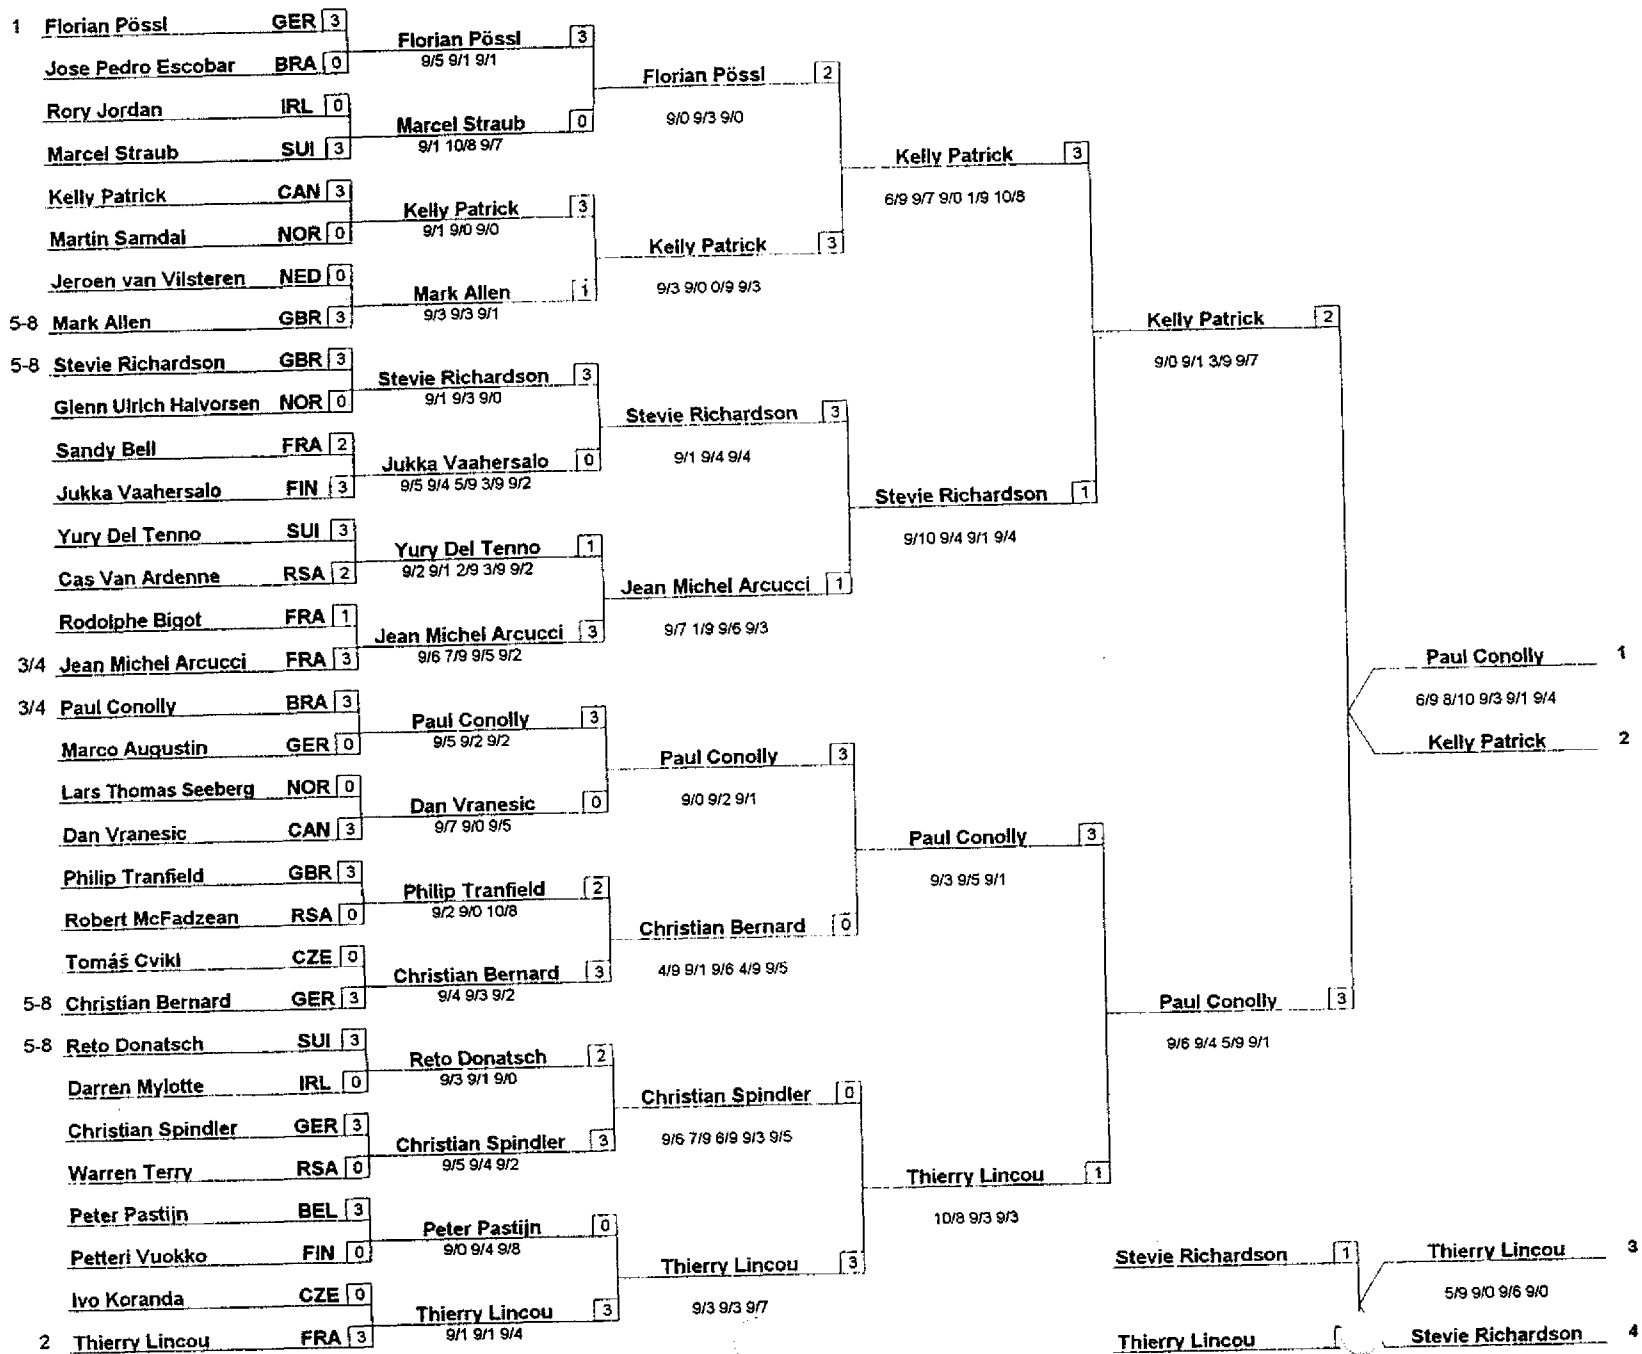 1 Florian Pössl GER 3
Jose Pedro Escobar BRA 0
Rory Jordan IRL 0
Marcel Straub SUI 3
Kelly Patrick CAN 3
Martin Samdal NOR 0
Jeroen van Vilsteren NED 0
5-8 Mark Allen GBR 3
5-8 Stevie Richardson GBR 3
Glenn Ulrich Halvorsen NOR 0
Sandy Bell FRA 2
Jukka Vaahersalo FIN 3
Yury Del Tenno SUI 3
Cas Van Ardenne RSA 2
Rodolphe Bigot FRA 1
3/4 Jean Michel Arcucci FRA 3
3/4 Paul Conolly BRA 3
Marco Augustin GER 0
Lars Thomas Seeberg NOR 0
Dan Vranesic CAN 3
Philip Tranfield GBR 3
Robert McFadzean RSA 0
Tomáš Cvikl CZE 0
5-8 Christian Bernard GER 3
5-8 Reto Donatsch SUI 3
Darren Mylotte IRL 0
Christian Spindler GER 3
Warren Terry RSA 0
Peter Pastijn BEL 3
Petteri Vuokko FIN 0
Ivo Koranda CZE 0
2 Thierry Lincou FRA 3
Florian Pössl 3
9/5 9/1 9/1
Marcel Straub 0
9/1 10/8 9/7
Kelly Patrick 3
9/1 9/0 9/0
Mark Allen 1
9/3 9/3 9/1
Stevie Richardson 3
9/1 9/3 9/0
Jukka Vaahersalo 0
9/5 9/4 5/9 3/9 9/2
Yury Del Tenno 1
9/2 9/1 2/9 3/9 9/2
Jean Michel Arcucci 3
9/6 7/9 9/5 9/2
Paul Conolly 3
9/5 9/2 9/2
Dan Vranesic 0
9/7 9/0 9/5
Philip Tranfield 2
9/2 9/0 10/8
Christian Bernard 3
9/4 9/3 9/2
Reto Donatsch 2
9/3 9/1 9/0
Christian Spindler 3
9/5 9/4 9/2
Peter Pastijn 0
9/0 9/4 9/8
Thierry Lincou 3
9/1 9/1 9/4
Florian Pössl 2
9/0 9/3 9/0
Kelly Patrick 3
9/3 9/0 0/9 9/3
Stevie Richardson 3
9/1 9/4 9/4
Jean Michel Arcucci 1
9/7 1/9 9/6 9/3
Paul Conolly 3
9/0 9/2 9/1
Christian Bernard 0
4/9 9/1 9/6 4/9 9/5
Christian Spindler 0
9/6 7/9 6/9 9/3 9/5
Thierry Lincou 3
9/3 9/3 9/7
Kelly Patrick 3
6/9 9/7 9/0 1/9 10/8
Stevie Richardson 1
9/10 9/4 9/1 9/4
Paul Conolly 3
9/3 9/5 9/1
Thierry Lincou 1
10/8 9/3 9/3
Kelly Patrick 2
9/0 9/1 3/9 9/7
Paul Conolly 3
9/6 9/4 5/9 9/1
Paul Conolly 1
6/9 8/10 9/3 9/1 9/4
Kelly Patrick 2
Stevie Richardson 1
Thierry Lincou
Thierry Lincou 3
5/9 9/0 9/6 9/0
Stevie Richardson 4